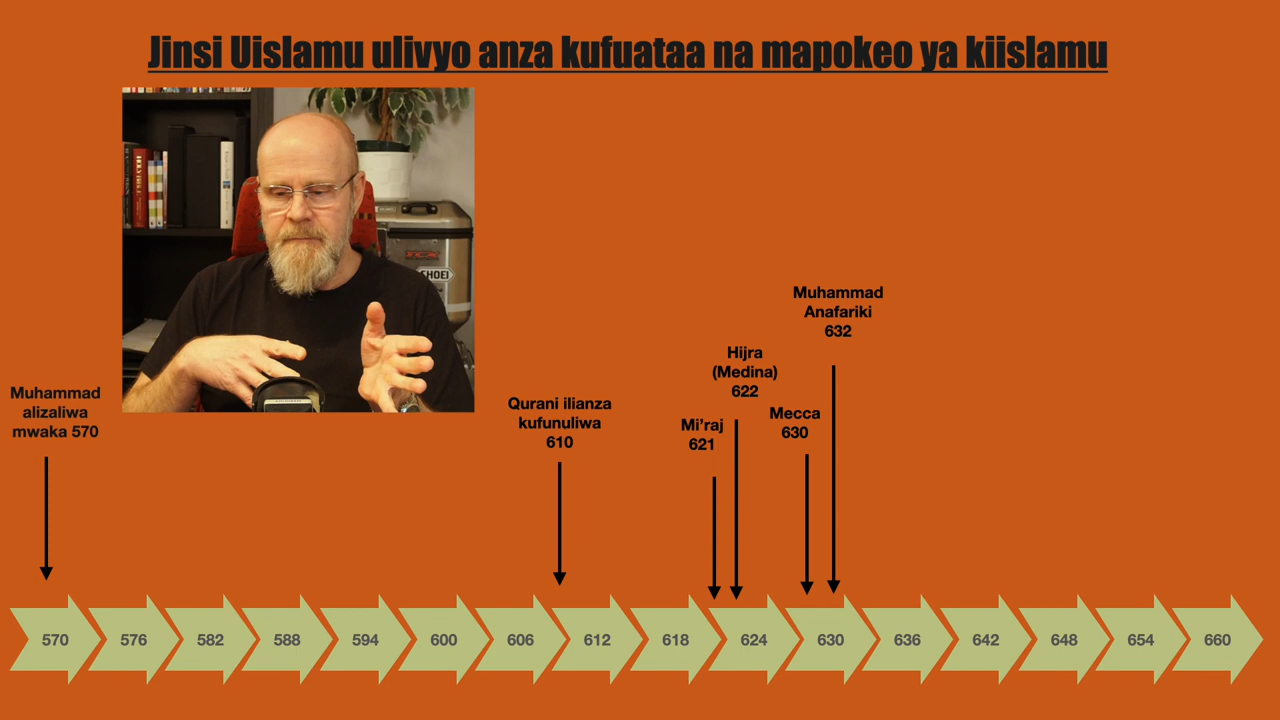 Jinsi Uislamu ulivyo anza kufuataa na mapokeo ya kiislamu
SHOEI
Muhammad
alizaliwa
mwaka 570
Qurani ilianza
kufunuliwa
610
Mi’raj
621
Hijra
(Medina)
622
Mecca
630
Muhammad
Anafariki
632
570 576 582 588 594 600 606 612 618 624 630 636 642 648 654 660